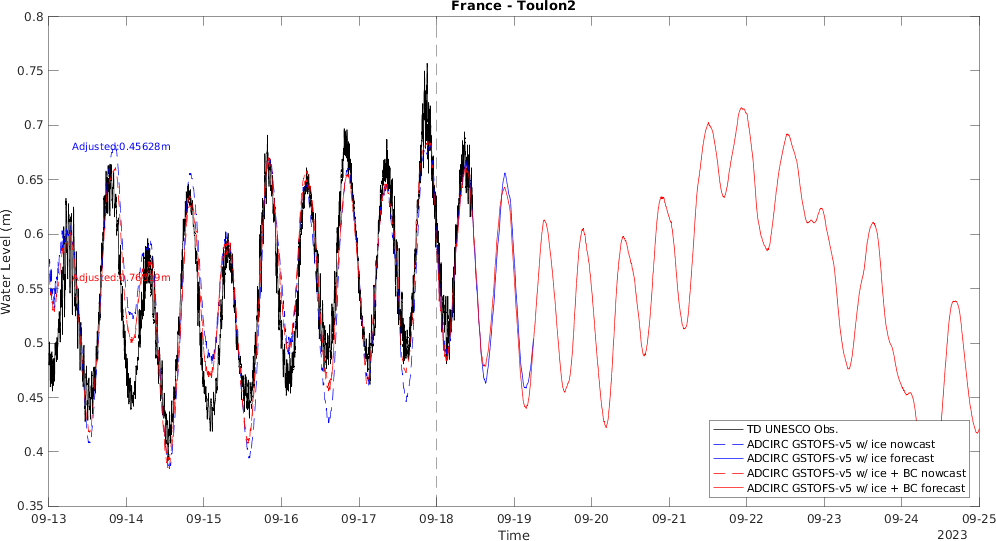 France - Toulon2
Water Level (m)
0.8
0.75
0.7
0.65
0.6
0.55
0.5
0.45
0.4
0.35
Adjusted:0.45628m
TD UNESCO Obs.
ADCIRC GSTOFS-v5 w/ ice nowcast
ADCIRC GSTOFS-v5 w/ ice forecast
ADCIRC GSTOFS-v5 w/ ice + BC nowcast
ADCIRC GSTOFS-v5 w/ ice + BC forecast
09-13 09-14 09-15 09-16 09-17 09-18 09-19 09-20 09-21 09-22 09-23 09-24 09-25
Time
2023